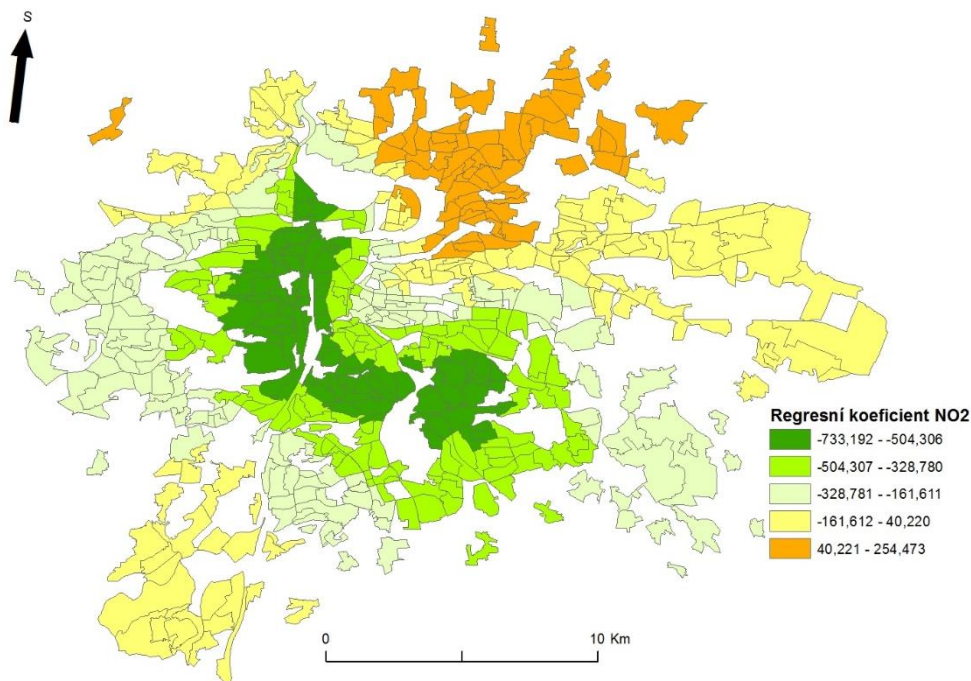 S
Regresní koeficient NO2
-733,192 - -504,306
-504,307 - -328,780
-328,781 - -161,611
-161,612 - 40,220
40,221 - 254,473
0 10 Km